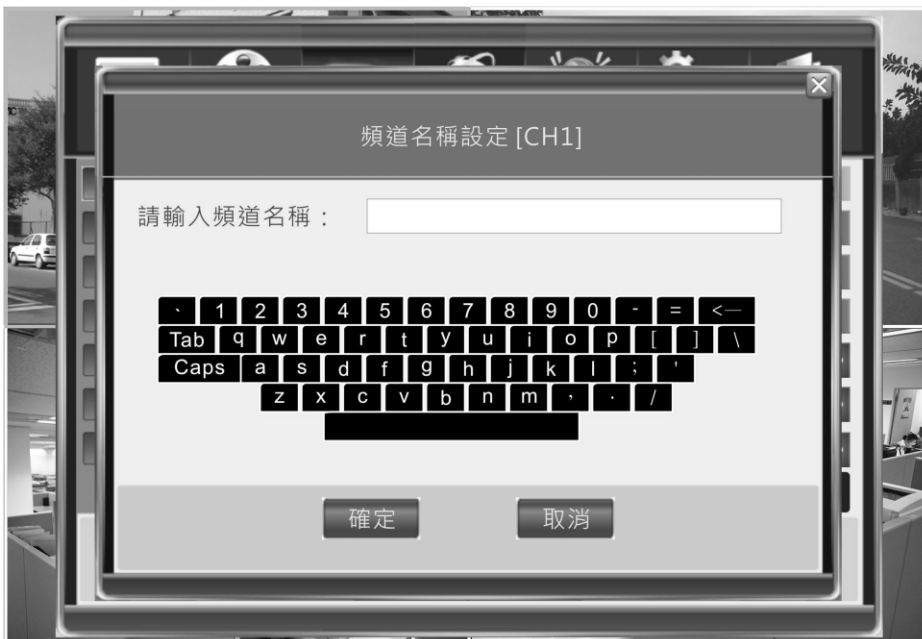 頻道名稱設定 [CH1]
請輸入頻道名稱：
、 1 2 3 4 5 6 7 8 9 0 - = <—
Tab q w e r t y u i o p [ ] \
Caps a s d f g h j k l ; '
z x c v b n m , . /
確定 取消